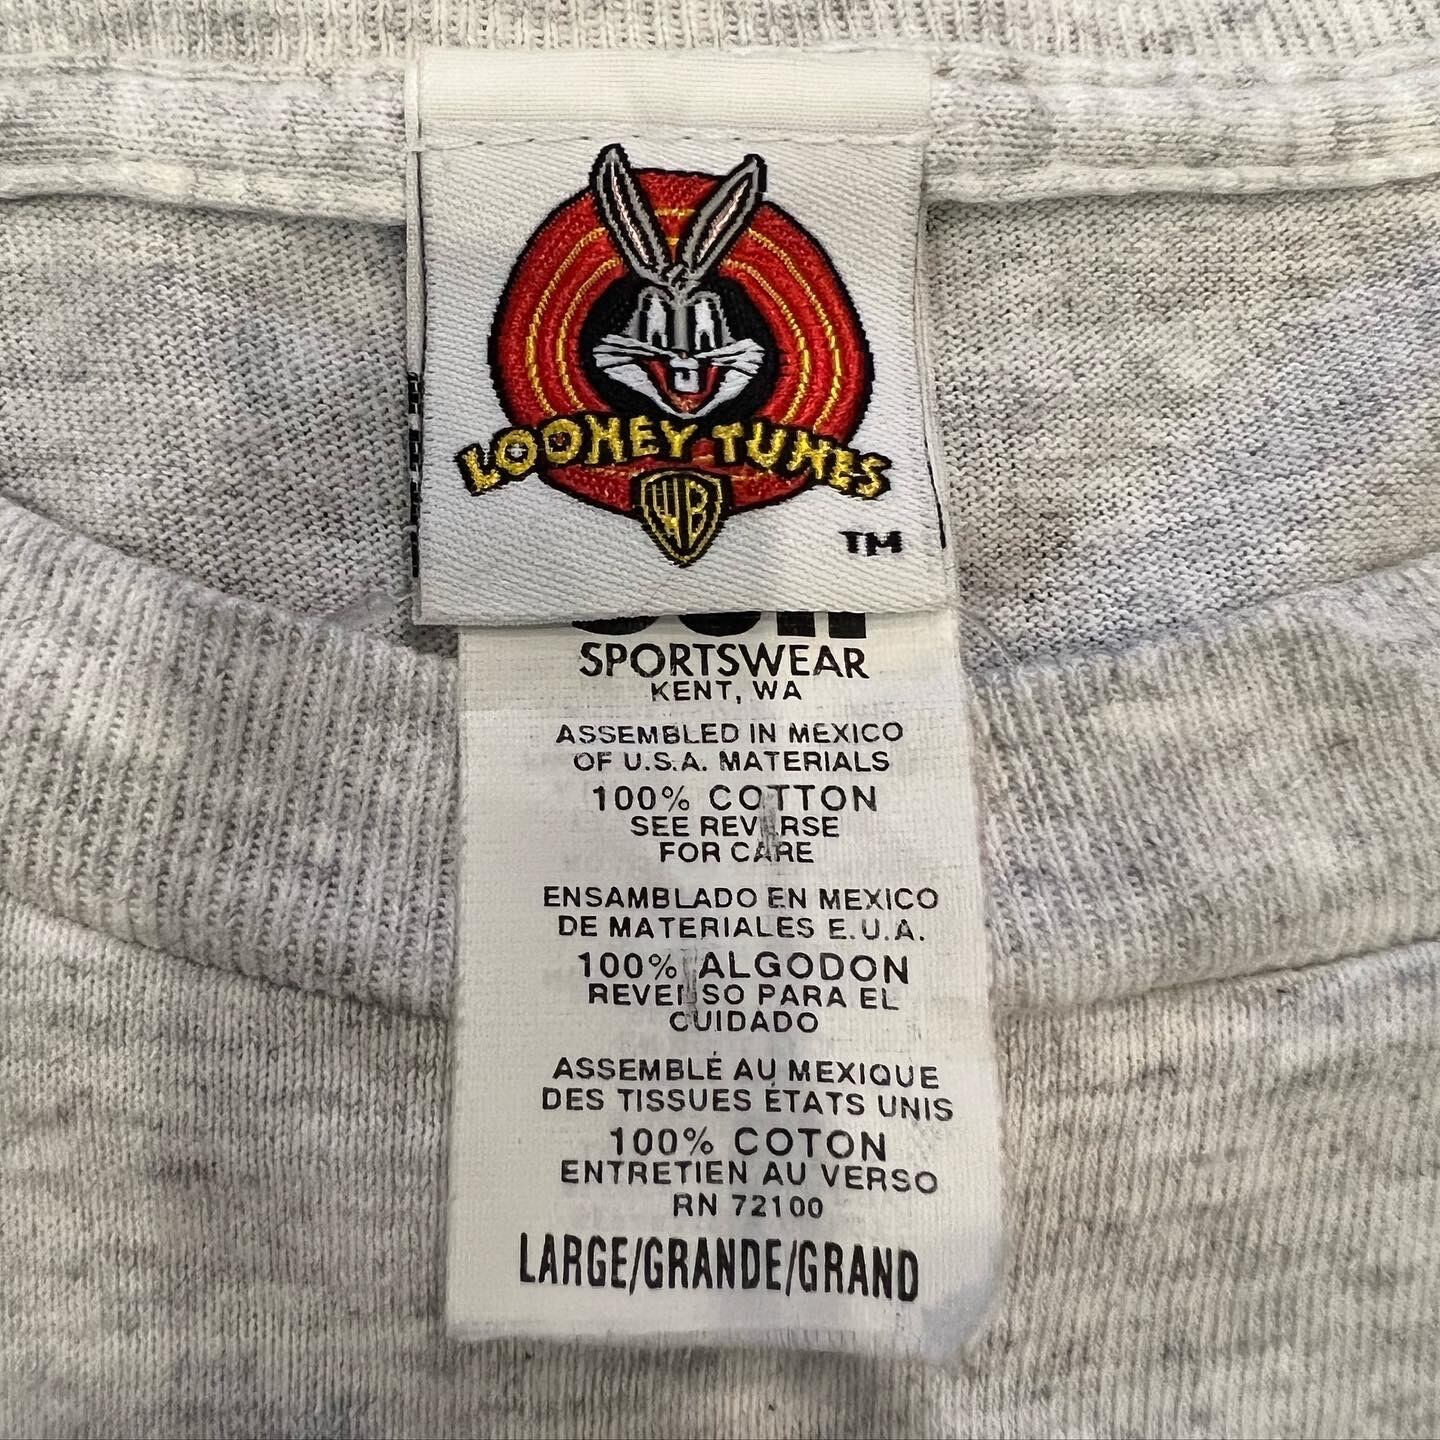 LOONEY TUNES
WB
TM
SPORTSWEAR
KENT, WA
ASSEMBLED IN MEXICO
OF U.S.A. MATERIALS
100% COTTON
SEE REVERSE
FOR CARE
ENSAMBLADO EN MEXICO
DE MATERIALES E.U.A.
100% ALGODON
REVERSO PARA EL
CUIDADO
ASSEMBLÉ AU MEXIQUE
DES TISSUES ÉTATS UNIS
100% COTON
ENTRETIEN AU VERSO
RN 72100
LARGE/GRANDE/GRAND